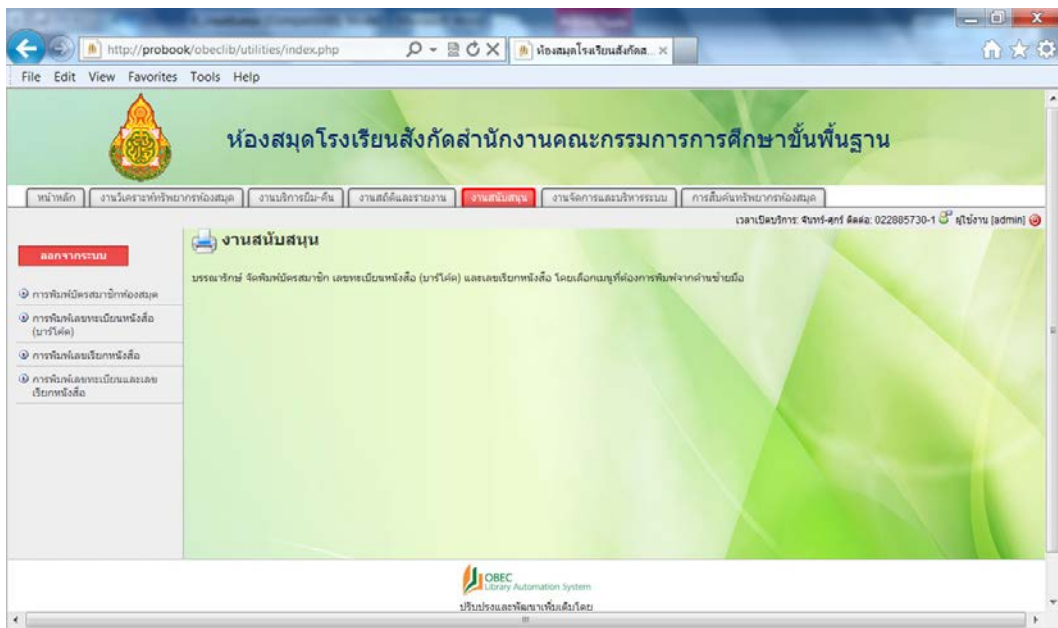 http://probook/obeclib/utilities/index.php
ห้องสมุดโรงเรียนสังกัดส... ×
File Edit View Favorites Tools Help
ห้องสมุดโรงเรียนสังกัดสำนักงานคณะกรรมการการศึกษาขั้นพื้นฐาน
หน้าหลัก งานวิเคราะห์ทรัพยากรห้องสมุด งานบริการยืม-คืน งานสถิติและรายงาน งานสนับสนุน งานจัดการและบริหารระบบ การสืบค้นทรัพยากรห้องสมุด
เวลาเปิดบริการ: จันทร์-ศุกร์ ติดต่อ: 022885730-1 ผู้ใช้งาน [admin]
ออกจากระบบ
งานสนับสนุน
บรรณารักษ์ จัดพิมพ์บัตรสมาชิก เลขทะเบียนหนังสือ (บาร์โค้ด) และเลขเรียกหนังสือ โดยเลือกเมนูที่ต้องการพิมพ์จากด้านซ้ายมือ
การพิมพ์บัตรสมาชิกห้องสมุด
การพิมพ์เลขทะเบียนหนังสือ
(บาร์โค้ด)
การพิมพ์เลขเรียกหนังสือ
การพิมพ์เลขทะเบียนและเลข
เรียกหนังสือ
OBEC
Library Automation System
ปรับปรุงและพัฒนาเพิ่มเติมโดย